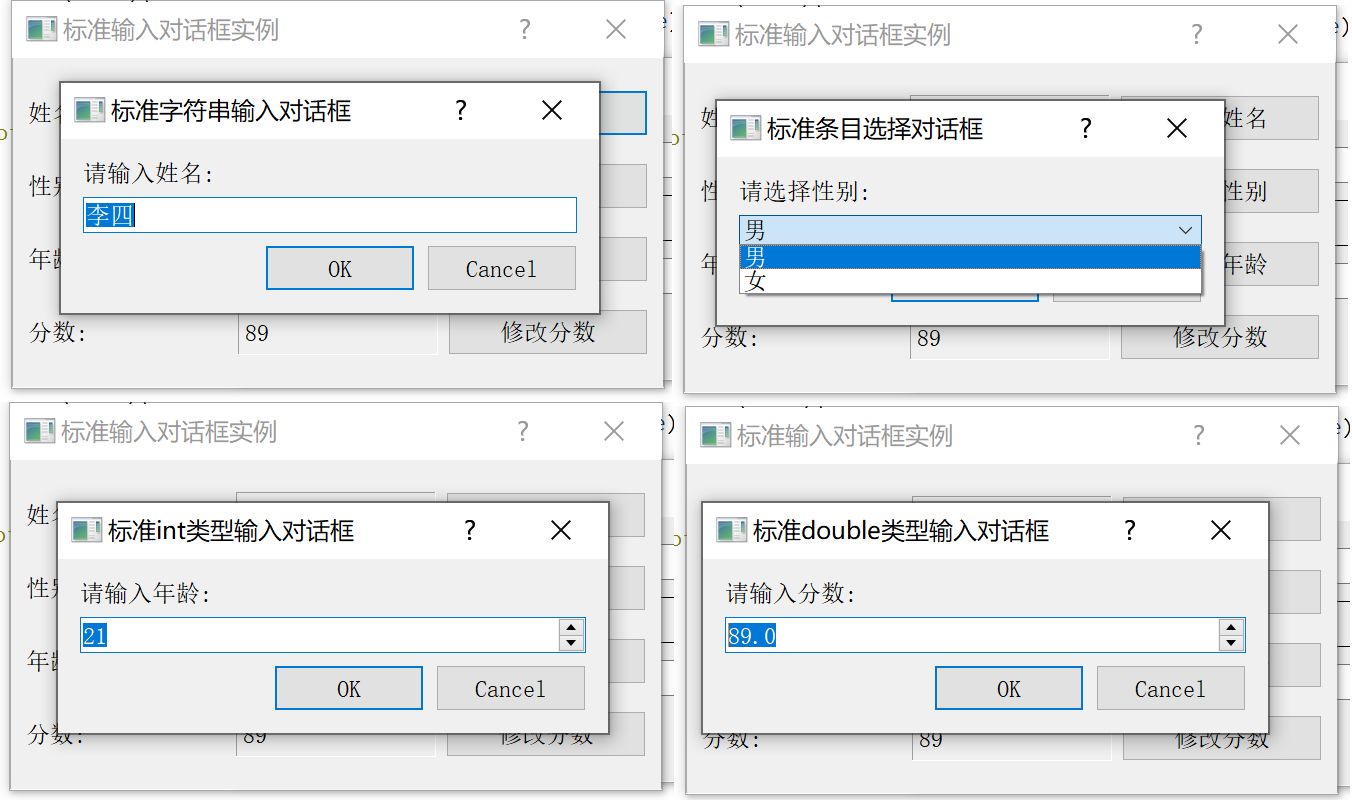 标准输入对话框实例
标准字符串输入对话框
请输入姓名:
李四
OK
Cancel
姓
性
年
分数:
89
修改分数
标准输入对话框实例
标准条目选择对话框
请选择性别:
男
男
女
姓
姓名
性
性别
年
年龄
分数:
89
修改分数
标准输入对话框实例
标准int类型输入对话框
请输入年龄:
21
OK
Cancel
姓
性
年
分数:
89
修改分数
标准输入对话框实例
标准double类型输入对话框
请输入分数:
89.0
OK
Cancel
分数:
89
修改分数